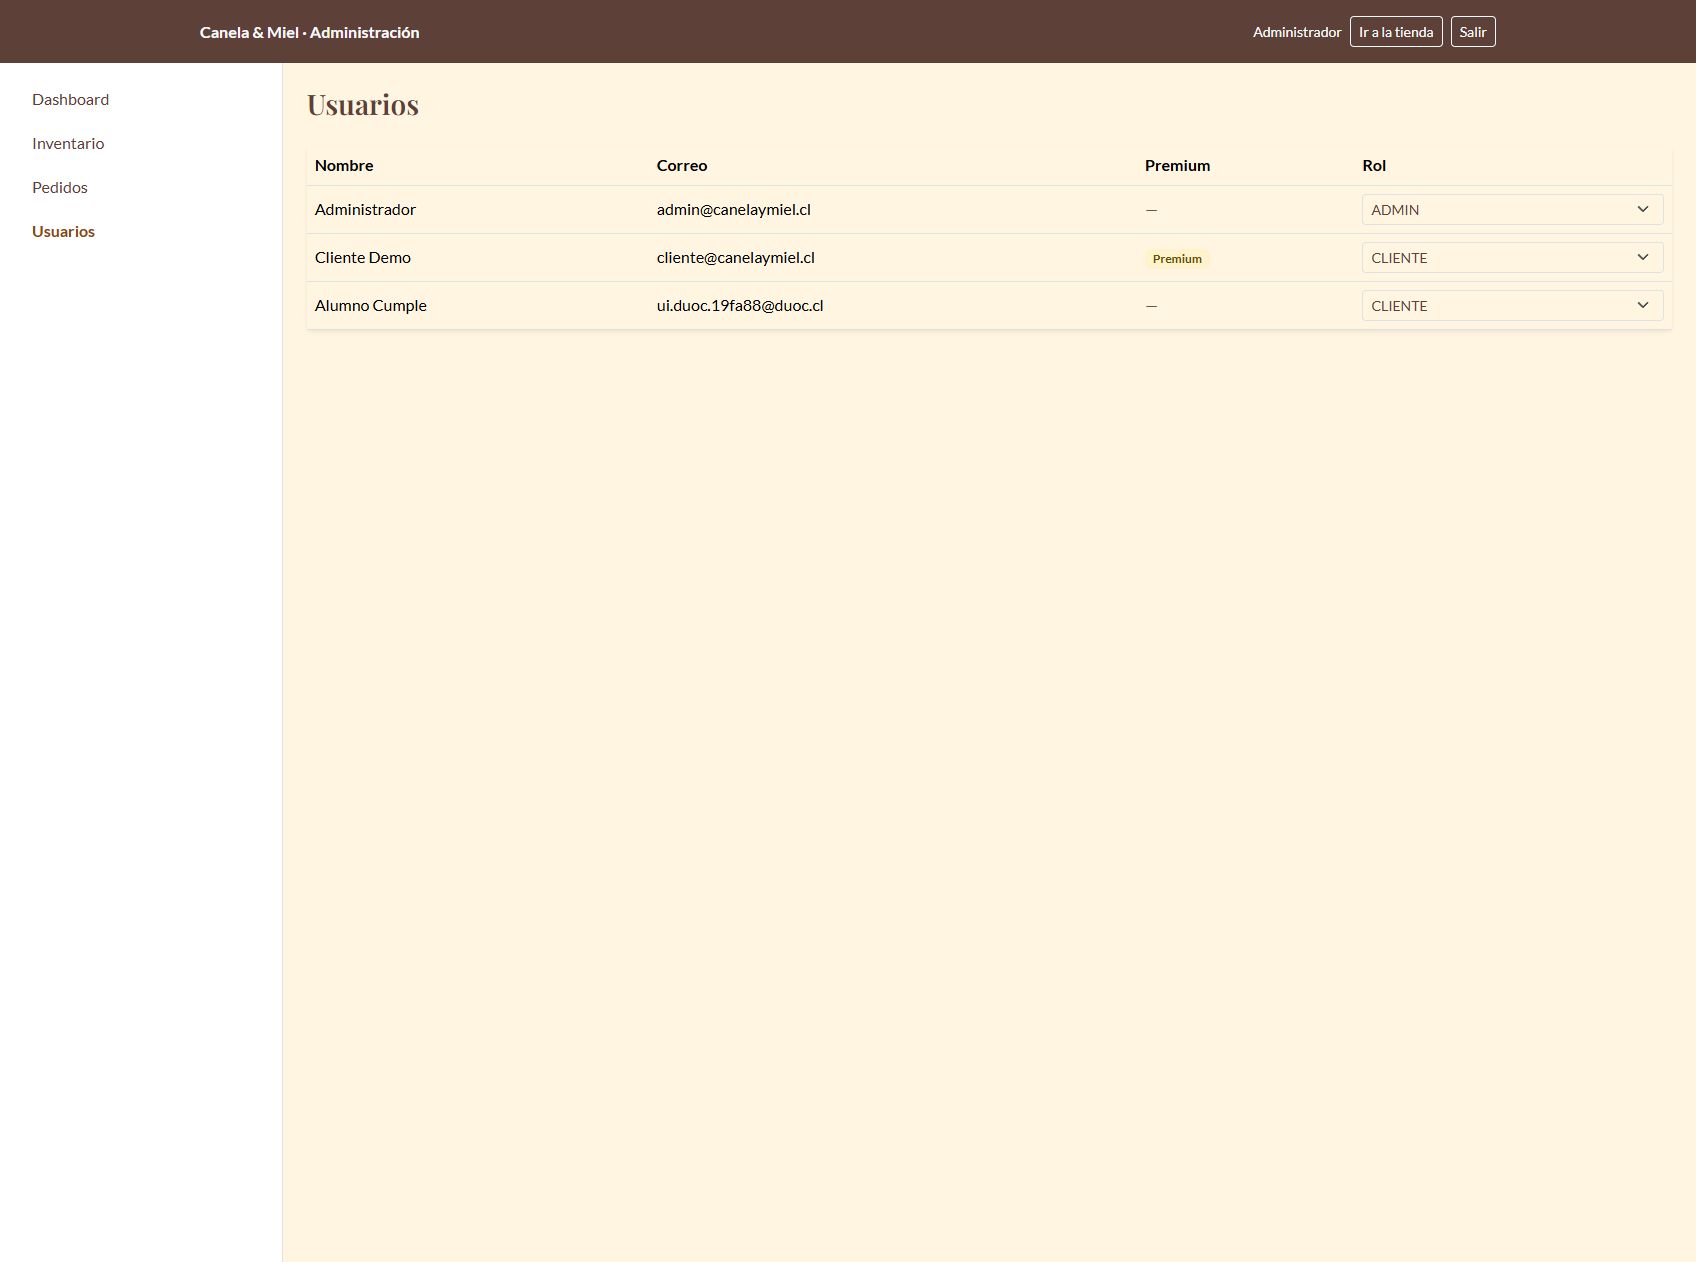 Canela & Miel · Administración
Administrador Ir a la tienda Salir
Dashboard
Inventario
Pedidos
Usuarios
Usuarios
Nombre Correo Premium Rol
Administrador admin@canelaymiel.cl — ADMIN
Cliente Demo cliente@canelaymiel.cl Premium CLIENTE
Alumno Cumple ui.duoc.19fa88@duoc.cl — CLIENTE